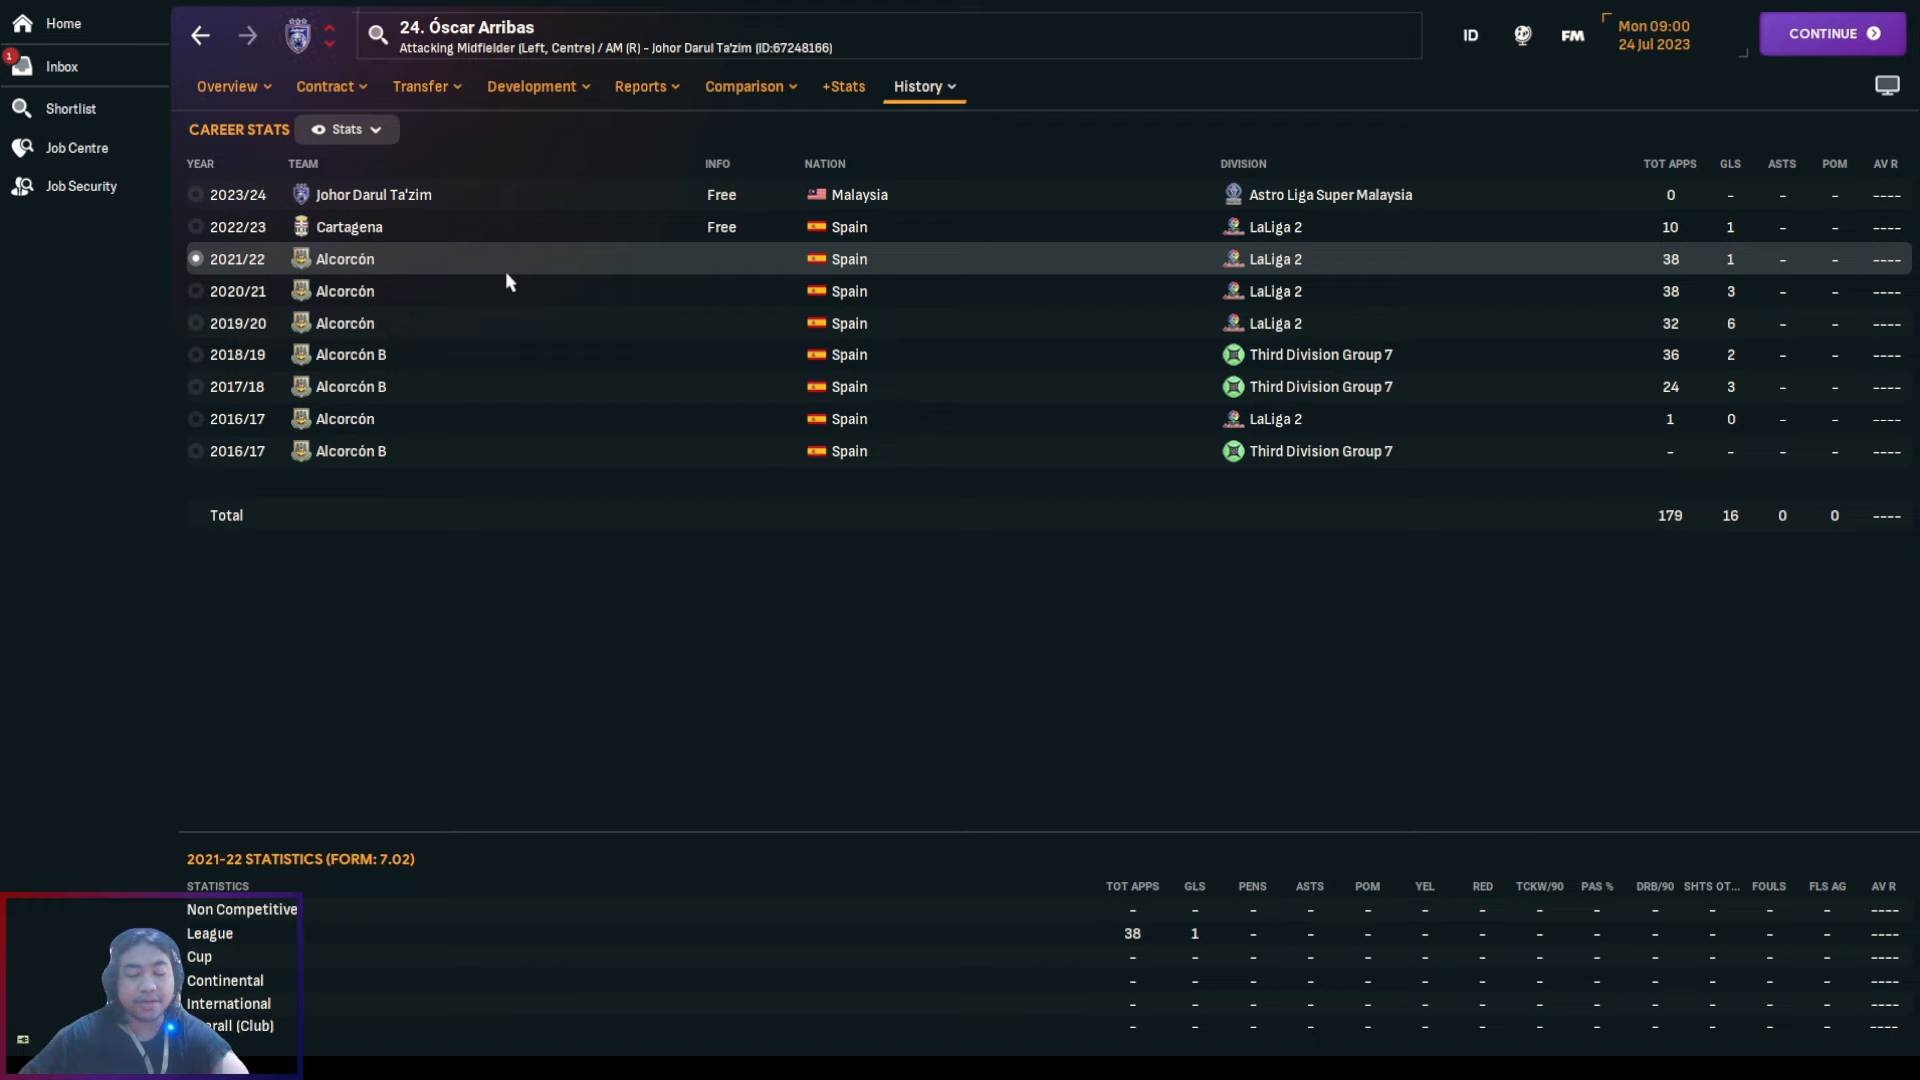 Home
1
Inbox
Shortlist
Job Centre
Job Security
24. Óscar Arribas
Attacking Midfielder (Left, Centre) / AM (R) - Johor Darul Ta'zim (ID:67248166)
ID
FM
Mon 09:00
24 Jul 2023
CONTINUE
Overview
Contract
Transfer
Development
Reports
Comparison
+Stats
History
CAREER STATS
Stats
YEAR TEAM INFO NATION DIVISION TOT APPS GLS ASTS POM AV R
2023/24 Johor Darul Ta'zim Free Malaysia Astro Liga Super Malaysia 0 - - - ----
2022/23 Cartagena Free Spain LaLiga 2 10 1 - - ----
2021/22 Alcorcón Spain LaLiga 2 38 1 - - ----
2020/21 Alcorcón Spain LaLiga 2 38 3 - - ----
2019/20 Alcorcón Spain LaLiga 2 32 6 - - ----
2018/19 Alcorcón B Spain Third Division Group 7 36 2 - - ----
2017/18 Alcorcón B Spain Third Division Group 7 24 3 - - ----
2016/17 Alcorcón Spain LaLiga 2 1 0 - - ----
2016/17 Alcorcón B Spain Third Division Group 7 - - - - ----
Total 179 16 0 0 ----
2021-22 STATISTICS (FORM: 7.02)
STATISTICS TOT APPS GLS PENS ASTS POM YEL RED TCKW/90 PAS % DRB/90 SHTS OT... FOULS FLS AG AV R
Non Competitive - - - - - - - - - - - - - ----
League 38 1 - - - - - - - - - - - ----
Cup - - - - - - - - - - - - - ----
Continental - - - - - - - - - - - - - ----
International - - - - - - - - - - - - - ----
erall (Club) - - - - - - - - - - - - - ----